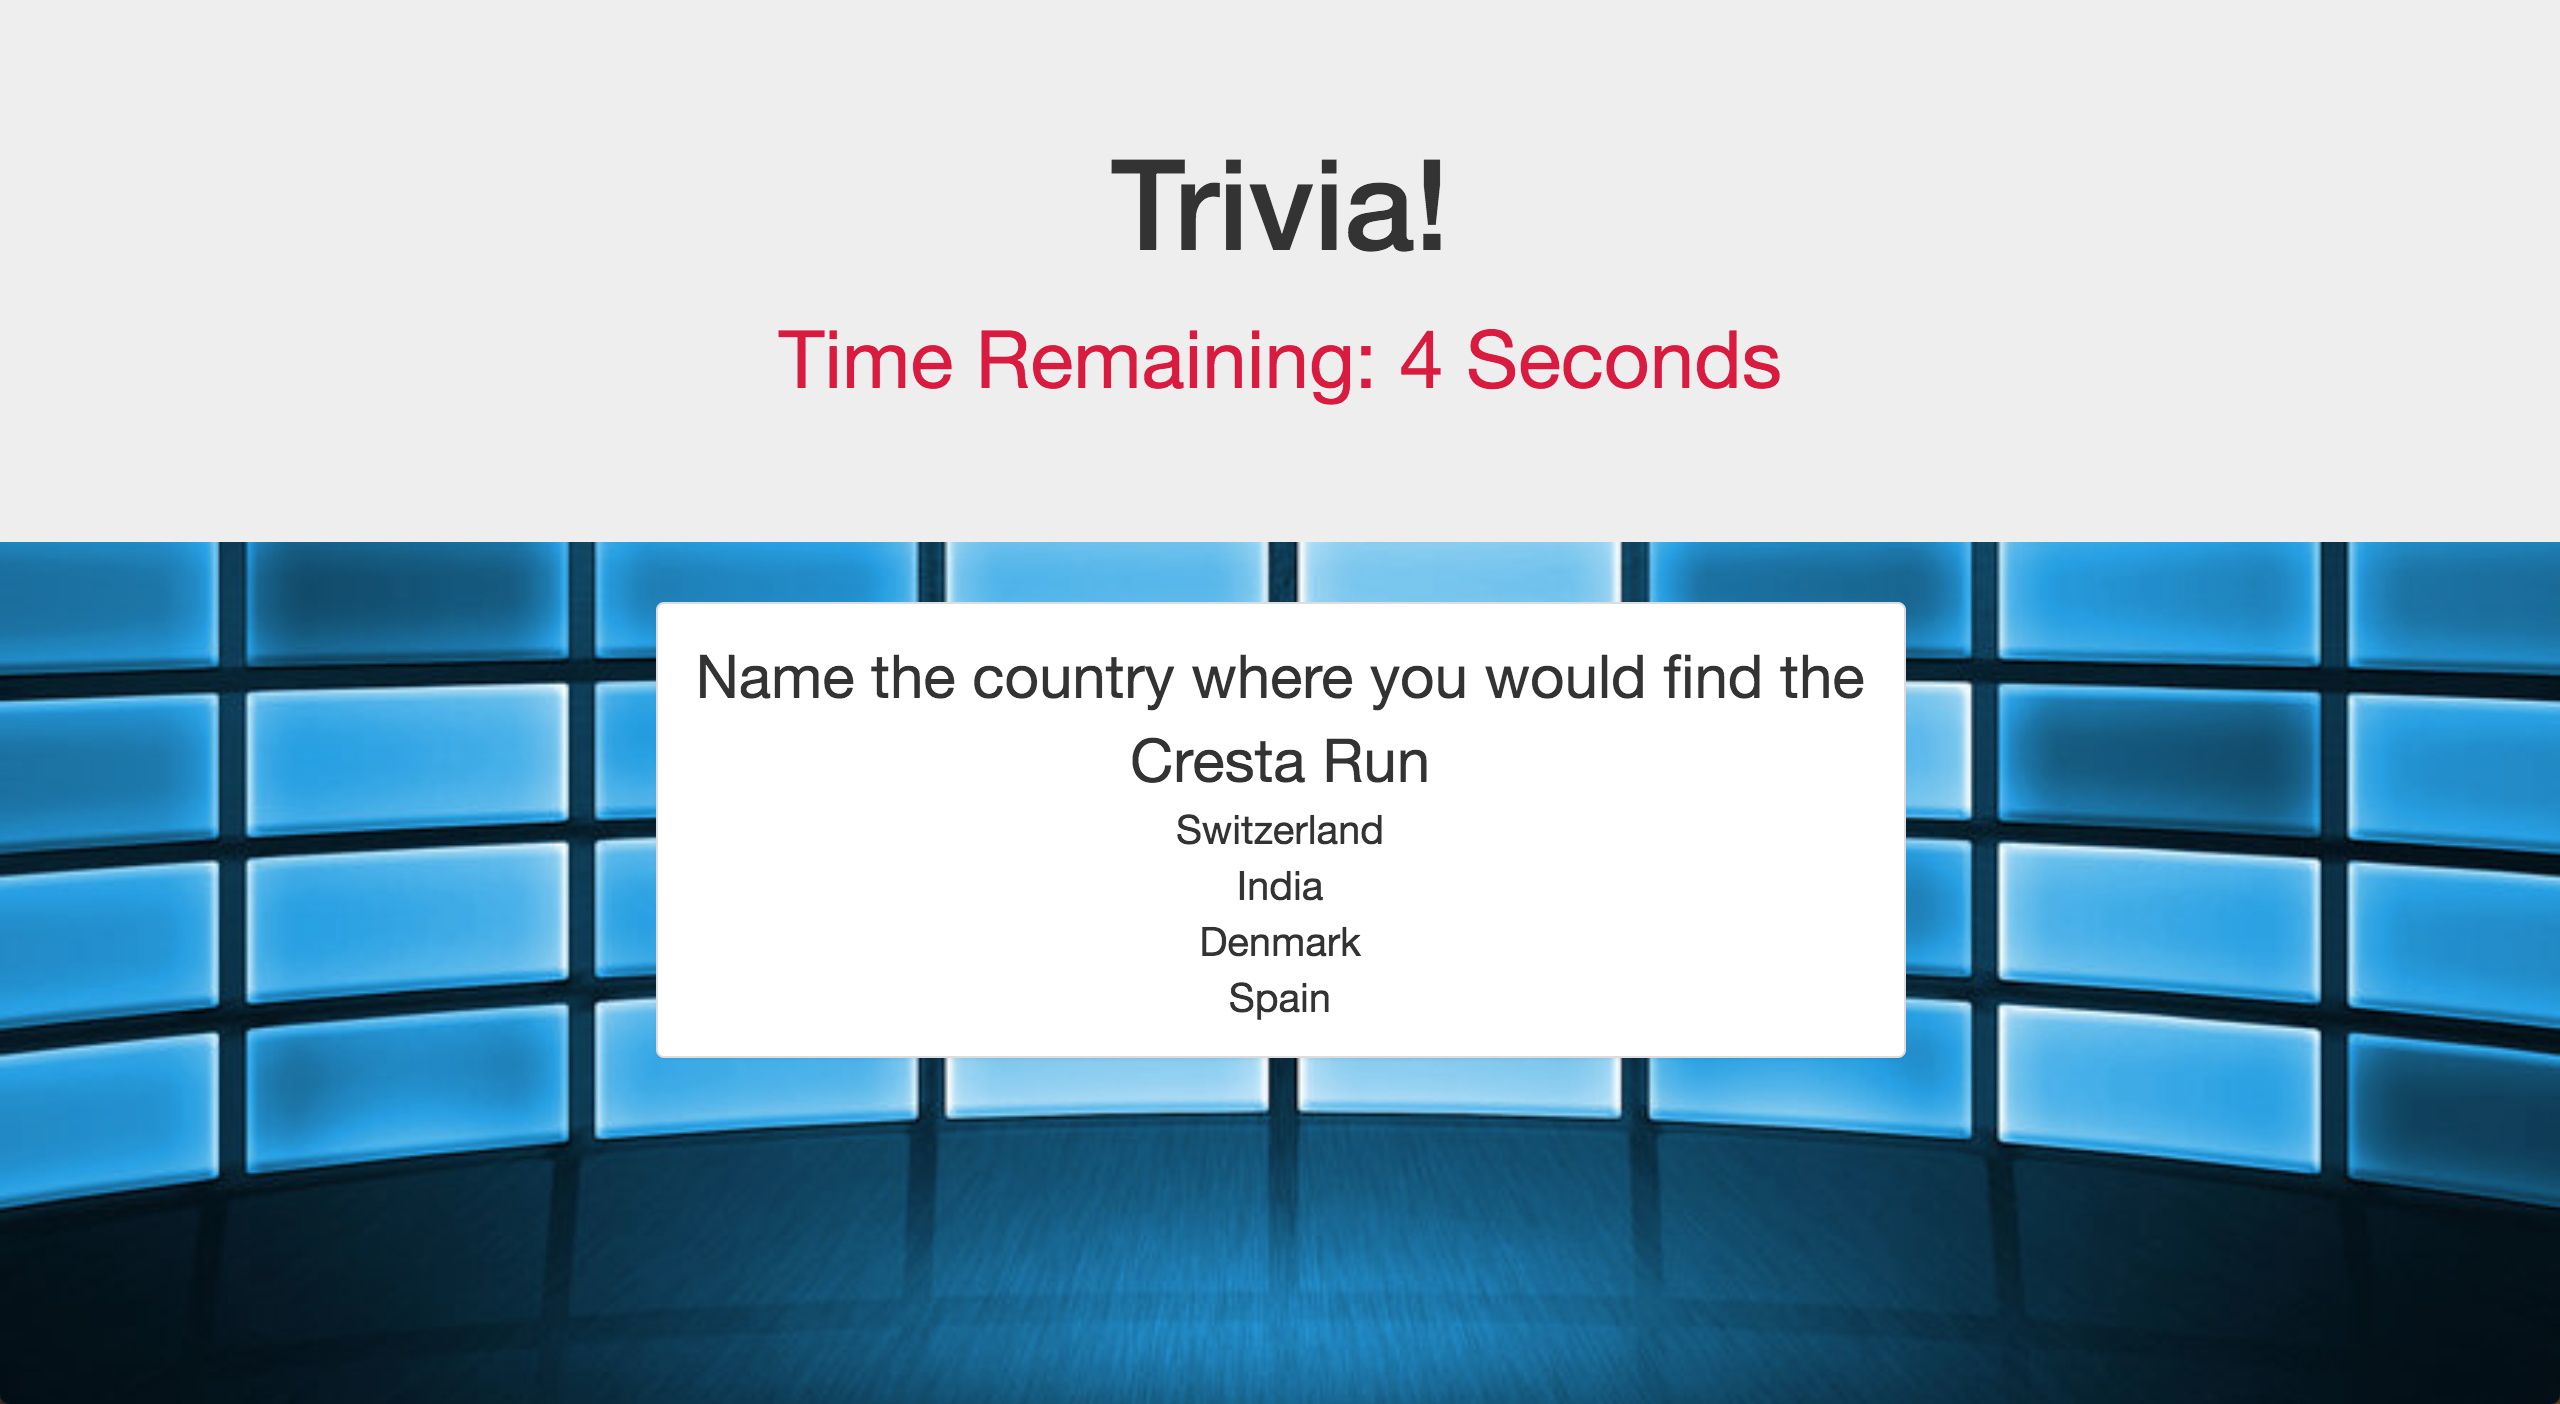 Trivia!
Time Remaining: 4 Seconds
Name the country where you would find the
Cresta Run
Switzerland
India
Denmark
Spain